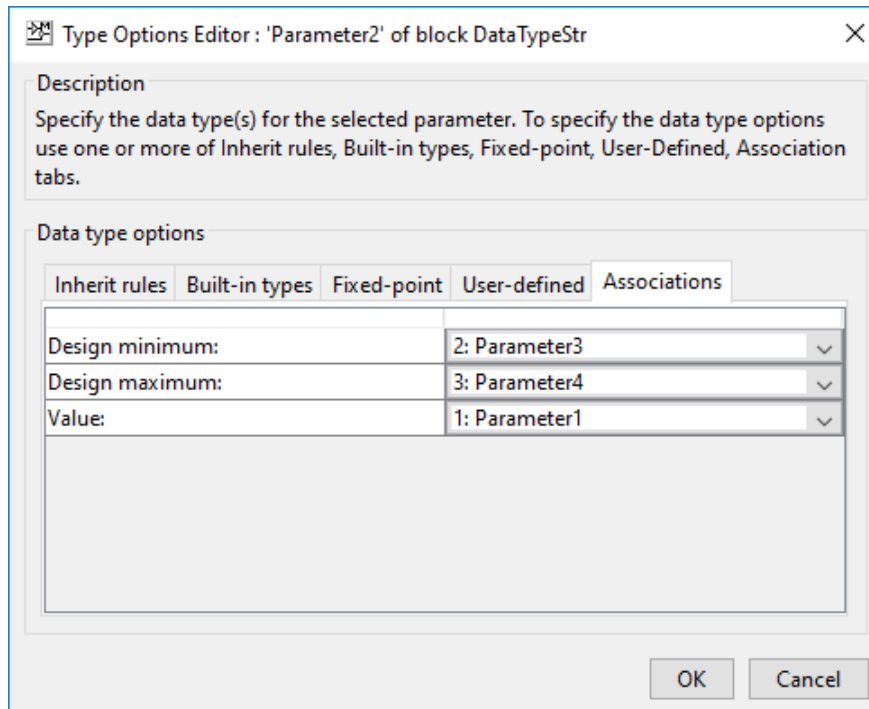 Type Options Editor : 'Parameter2' of block DataTypeStr
Description
Specify the data type(s) for the selected parameter. To specify the data type options
use one or more of Inherit rules, Built-in types, Fixed-point, User-Defined, Association
tabs.
Data type options
Inherit rules Built-in types Fixed-point User-defined Associations
Design minimum: 2: Parameter3
Design maximum: 3: Parameter4
Value: 1: Parameter1
OK Cancel